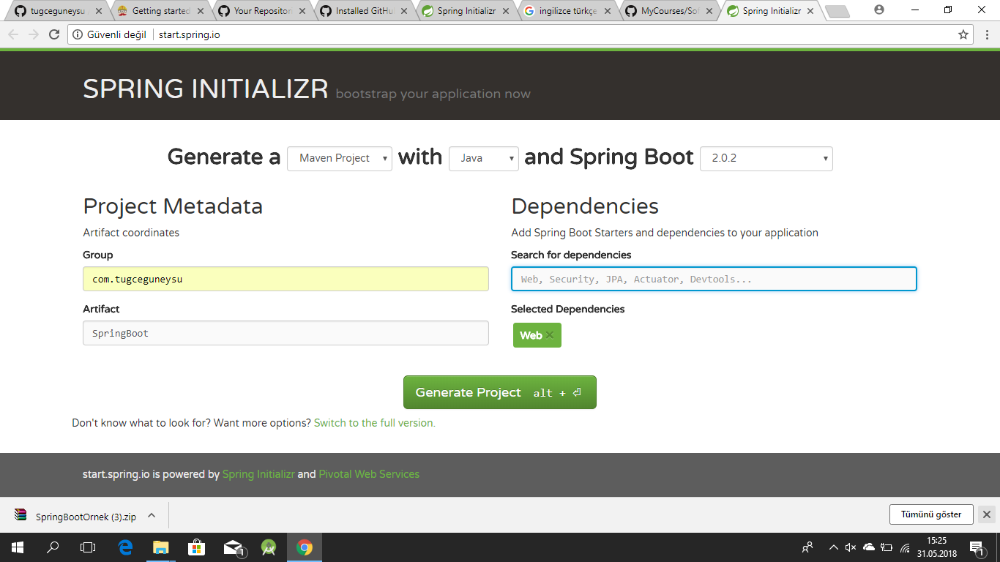 tugceguneysu
Getting started
Your Repositor
Installed GitHu
Spring Initializr
ingilizce türkçe
MyCourses/Sof
Spring Initializr
Güvenli değil
start.spring.io
SPRING INITIALIZR bootstrap your application now
Generate a Maven Project with Java and Spring Boot 2.0.2
Project Metadata
Artifact coordinates
Group
com.tugceguneysu
Artifact
SpringBoot
Dependencies
Add Spring Boot Starters and dependencies to your application
Search for dependencies
Web, Security, JPA, Actuator, Devtools...
Selected Dependencies
Web
Generate Project alt + ⏎
Don't know what to look for? Want more options? Switch to the full version.
start.spring.io is powered by Spring Initializr and Pivotal Web Services
SpringBootOrnek (3).zip
Tümünü göster
1
15:25
31.05.2018
1